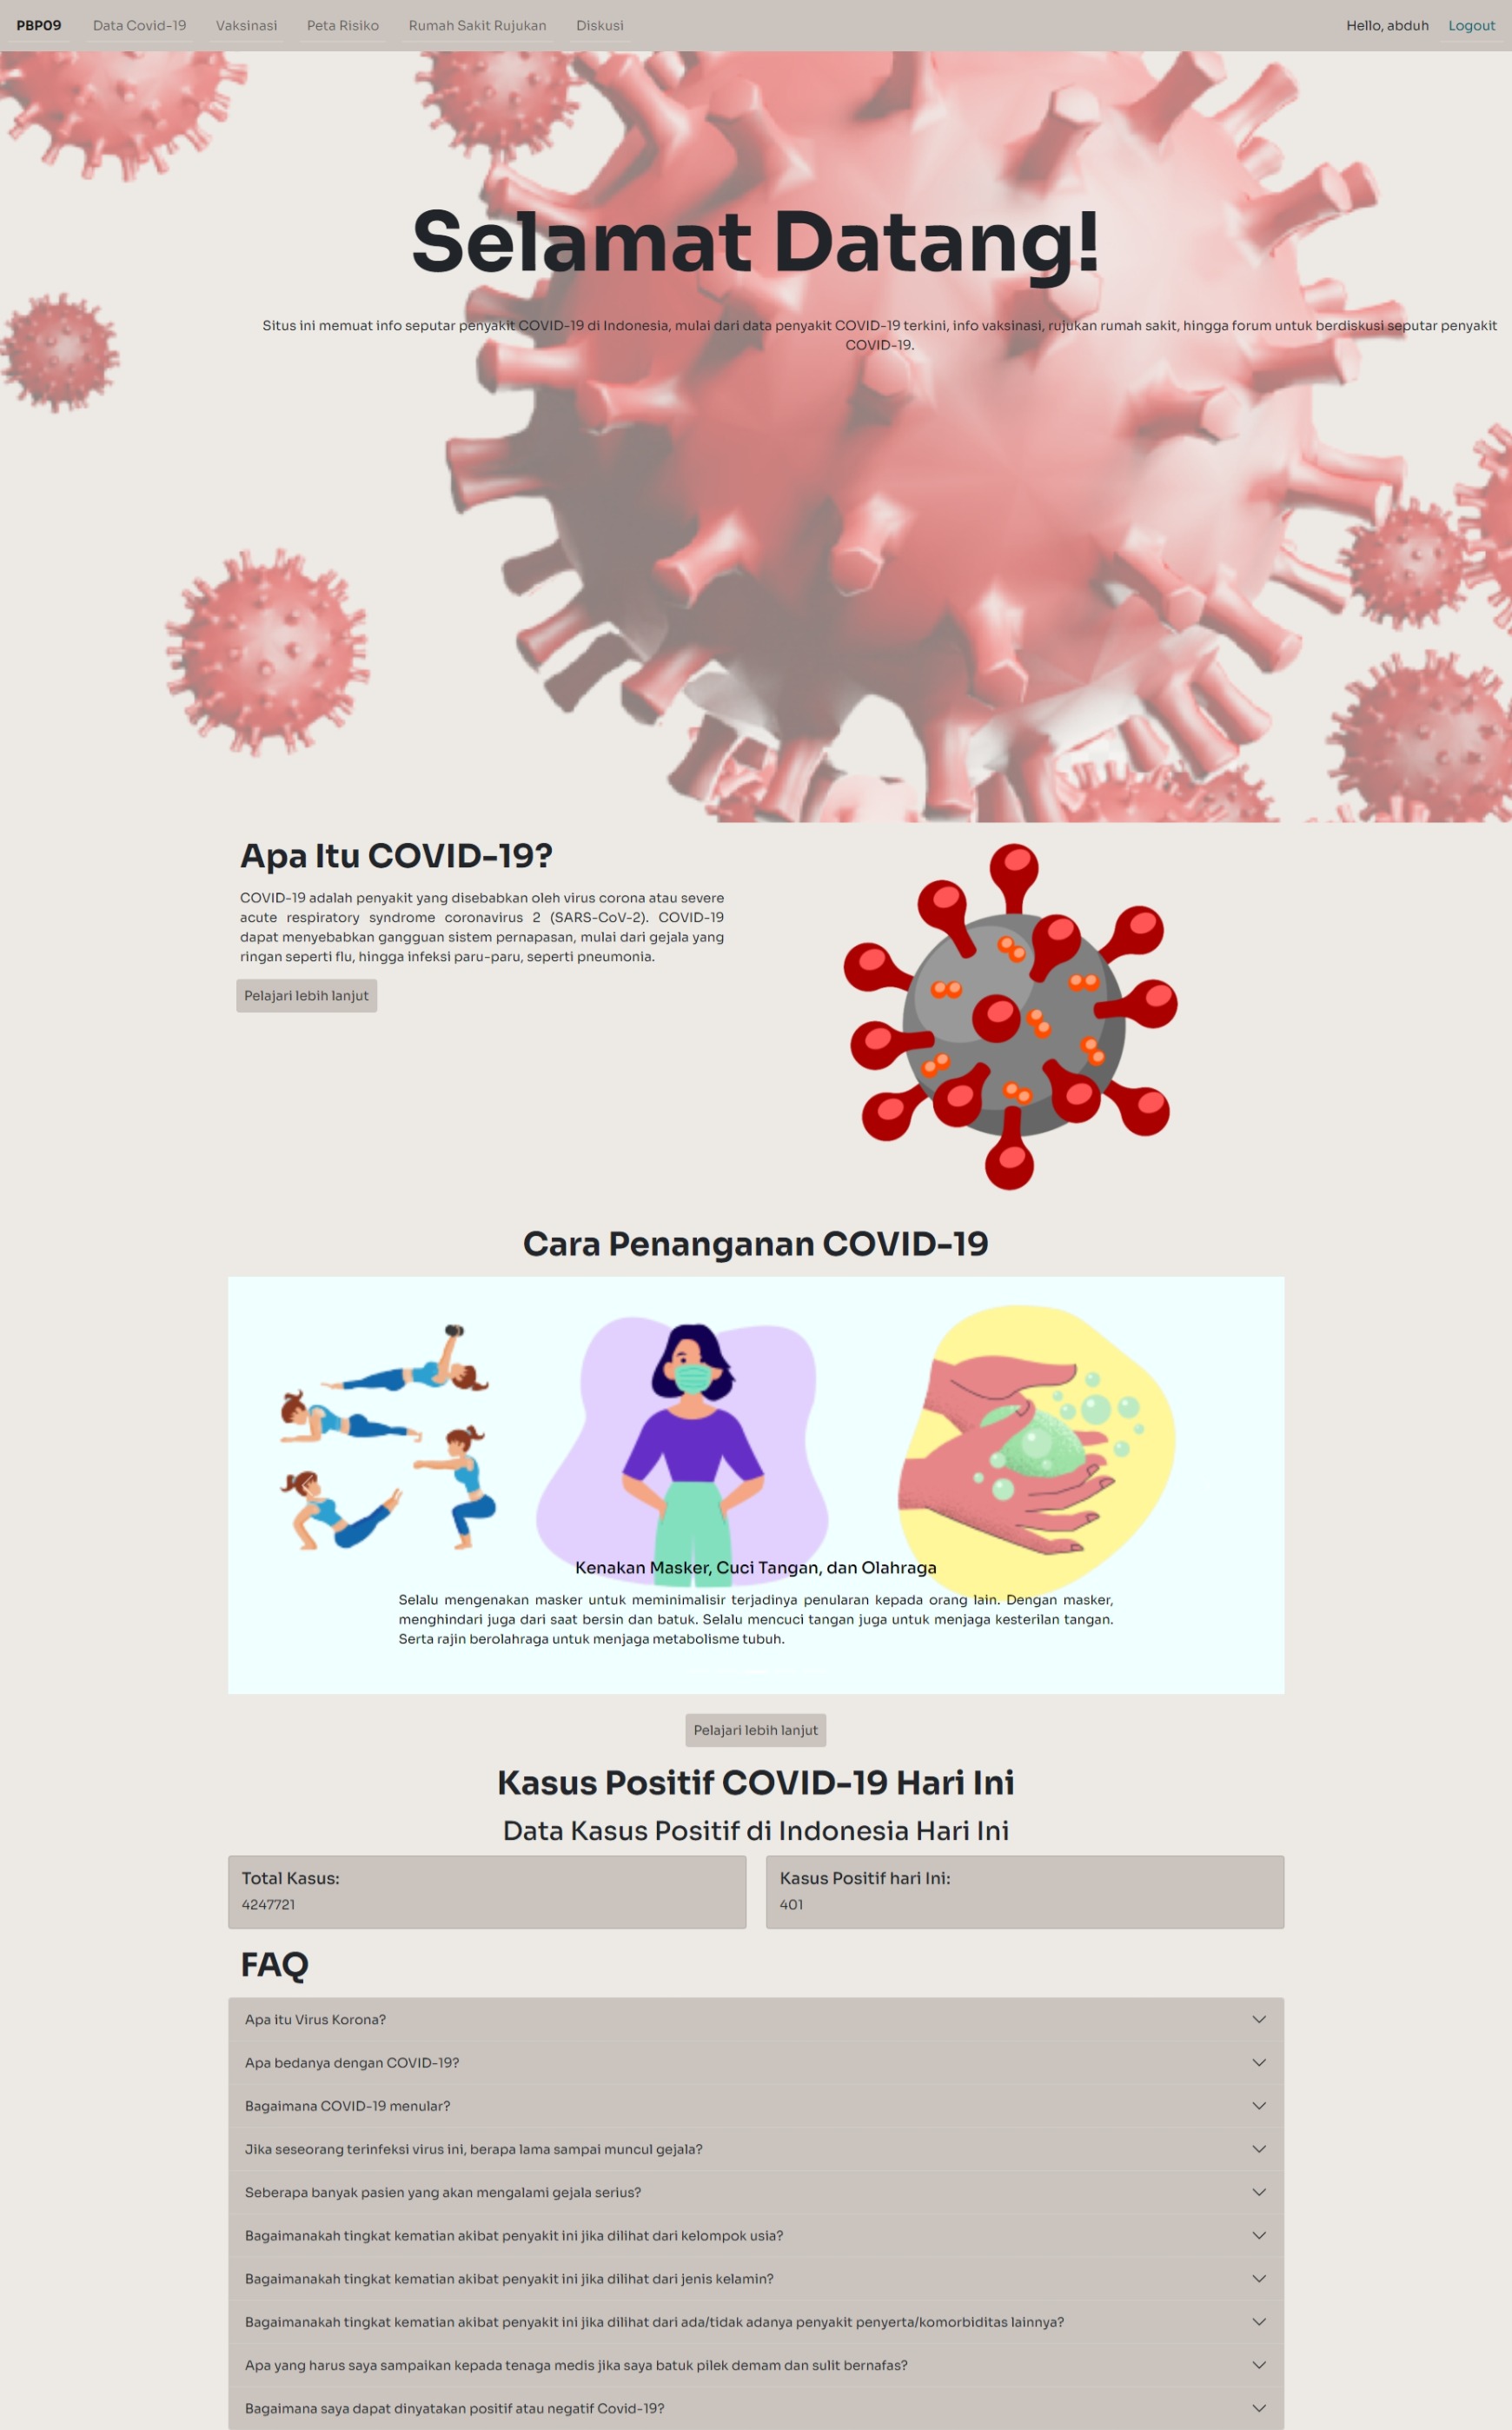 PBP09 Data Covid-19 Vaksinasi Peta Risiko Rumah Sakit Rujukan Diskusi Hello, abduh Logout
Selamat Datang!
Situs ini memuat info seputar penyakit COVID-19 di Indonesia, mulai dari data penyakit COVID-19 terkini, info vaksinasi, rujukan rumah sakit, hingga forum untuk berdiskusi seputar penyakit
COVID-19.
Apa Itu COVID-19?
COVID-19 adalah penyakit yang disebabkan oleh virus corona atau severe
acute respiratory syndrome coronavirus 2 (SARS-CoV-2). COVID-19
dapat menyebabkan gangguan sistem pernapasan, mulai dari gejala yang
ringan seperti flu, hingga infeksi paru-paru, seperti pneumonia.
Pelajari lebih lanjut
Cara Penanganan COVID-19
Kenakan Masker, Cuci Tangan, dan Olahraga
Selalu mengenakan masker untuk meminimalisir terjadinya penularan kepada orang lain. Dengan masker,
menghindari juga dari saat bersin dan batuk. Selalu mencuci tangan juga untuk menjaga kesterilan tangan.
Serta rajin berolahraga untuk menjaga metabolisme tubuh.
Pelajari lebih lanjut
Kasus Positif COVID-19 Hari Ini
Data Kasus Positif di Indonesia Hari Ini
Total Kasus:
4247721
Kasus Positif hari Ini:
401
FAQ
Apa itu Virus Korona?
Apa bedanya dengan COVID-19?
Bagaimana COVID-19 menular?
Jika seseorang terinfeksi virus ini, berapa lama sampai muncul gejala?
Seberapa banyak pasien yang akan mengalami gejala serius?
Bagaimanakah tingkat kematian akibat penyakit ini jika dilihat dari kelompok usia?
Bagaimanakah tingkat kematian akibat penyakit ini jika dilihat dari jenis kelamin?
Bagaimanakah tingkat kematian akibat penyakit ini jika dilihat dari ada/tidak adanya penyakit penyerta/komorbiditas lainnya?
Apa yang harus saya sampaikan kepada tenaga medis jika saya batuk pilek demam dan sulit bernafas?
Bagaimana saya dapat dinyatakan positif atau negatif Covid-19?